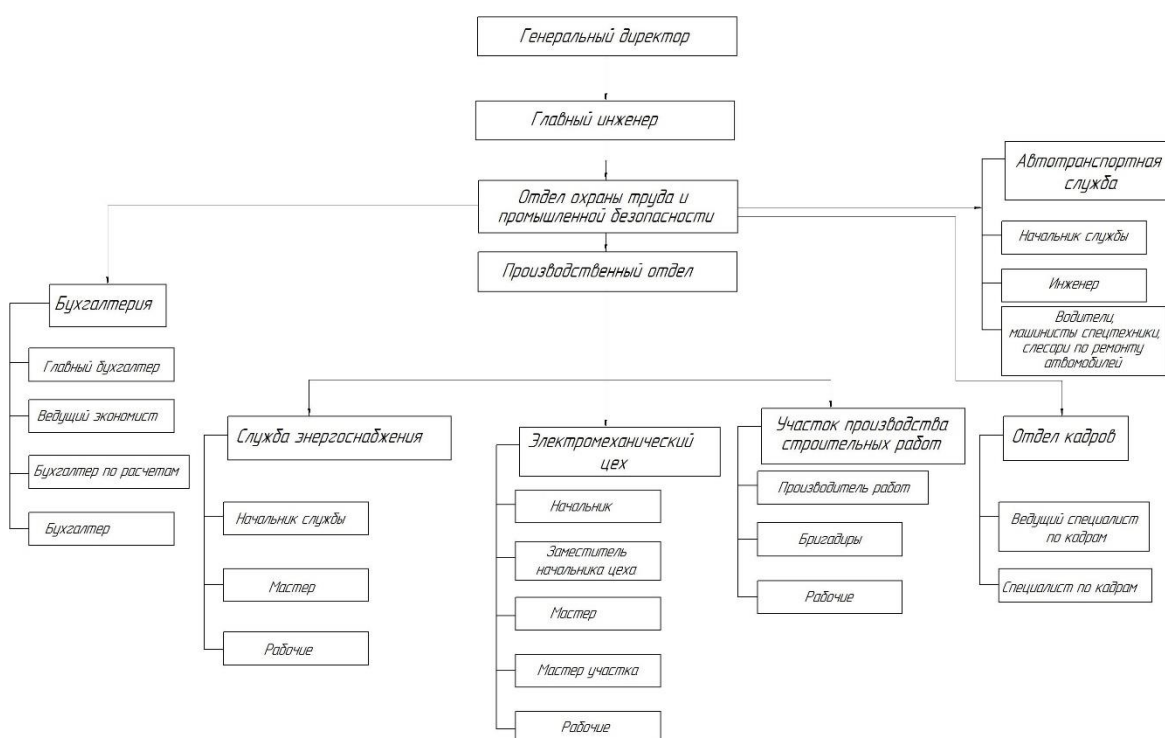 Генеральный директор
Главный инженер
Отдел охраны труда и
промышленной безопасности
Производственный отдел
Автотранспортная
служба
Начальник службы
Инженер
Водители,
машинисты спецтехники,
слесари по ремонту
атвомобилей
Бухгалтерия
Главный бухгалтер
Ведущий экономист
Бухгалтер по расчетам
Бухгалтер
Служба энергоснабжения
Начальник службы
Мастер
Рабочие
Электромеханический
цех
Начальник
Заместитель
начальника цеха
Мастер
Мастер участка
Рабочие
Участок производства
строительных работ
Производитель работ
Бригадиры
Рабочие
Отдел кадров
Ведущий специалист
по кадрам
Специалист по кадрам